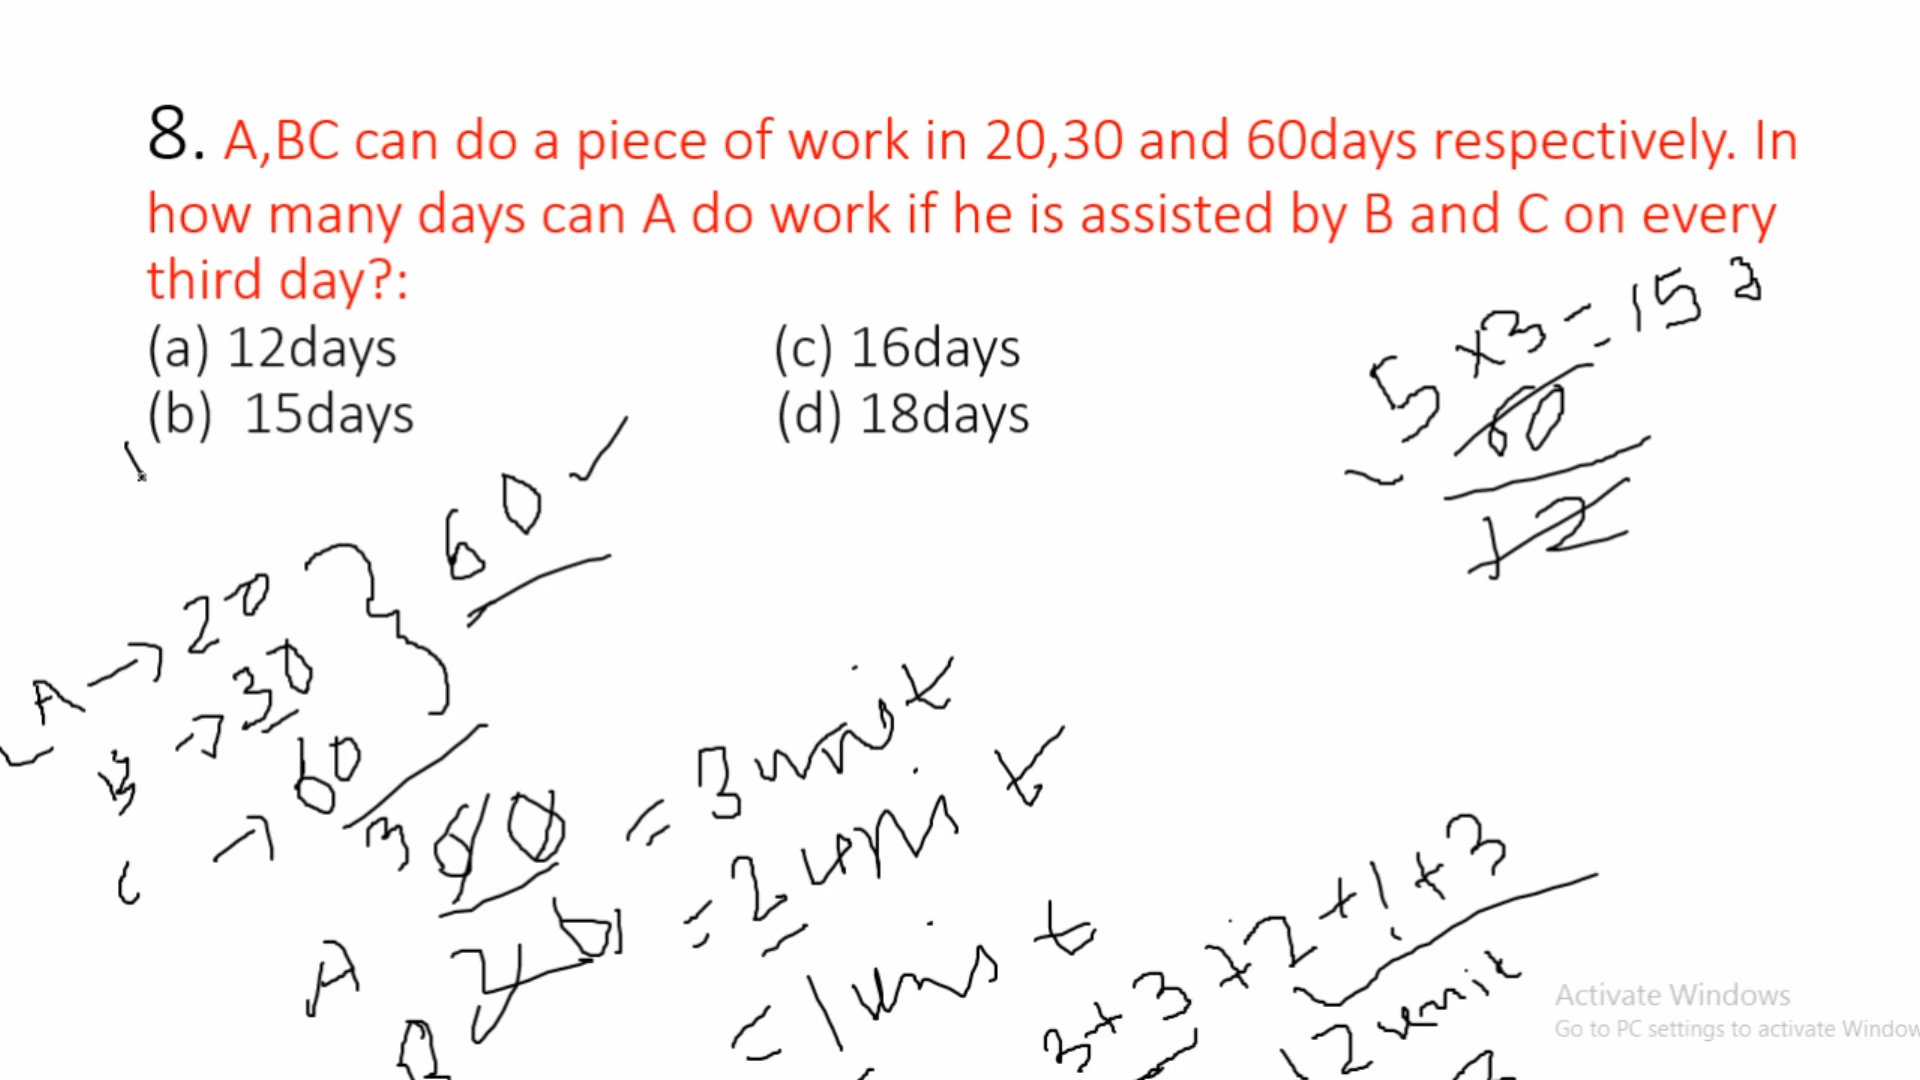 8. A,BC can do a piece of work in 20,30 and 60days respectively. In
how many days can A do work if he is assisted by B and C on every
third day?:
(a) 12days (c) 16days
(b) 15days (d) 18days
5 x 3 = 15
60
12
60
A → 20
B → 30
C → 60
60 = 3 unit
= 2 uni t
= 1 uni t
A
3 + 3 + 2 + 1 + 3
12 unit
Activate Windows
Go to PC settings to activate Window